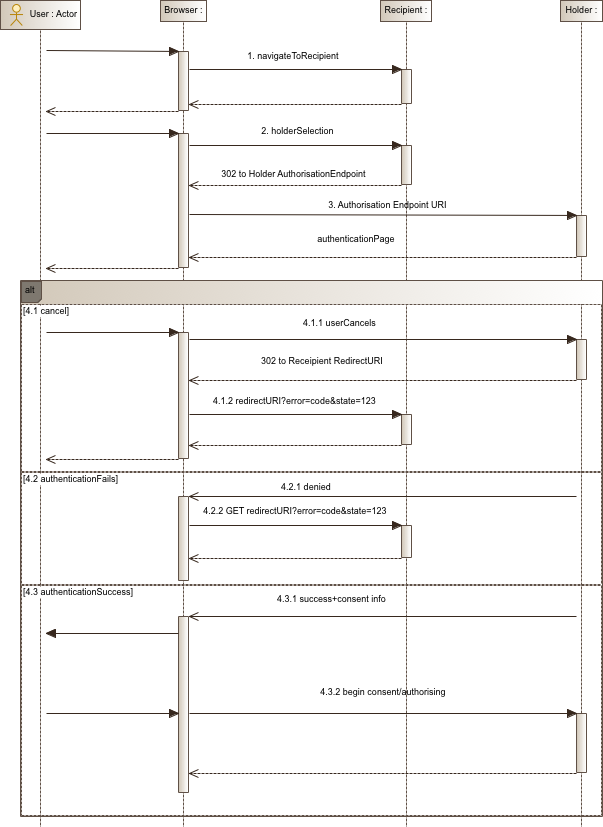 User : Actor
Browser :
Recipient :
Holder :
1. navigateToRecipient
2. holderSelection
302 to Holder AuthorisationEndpoint
3. Authorisation Endpoint URI
authenticationPage
alt
[4.1 cancel]
4.1.1 userCancels
302 to Receipient RedirectURI
4.1.2 redirectURI?error=code&state=123
[4.2 authenticationFails]
4.2.1 denied
4.2.2 GET redirectURI?error=code&state=123
[4.3 authenticationSuccess]
4.3.1 success+consent info
4.3.2 begin consent/authorising